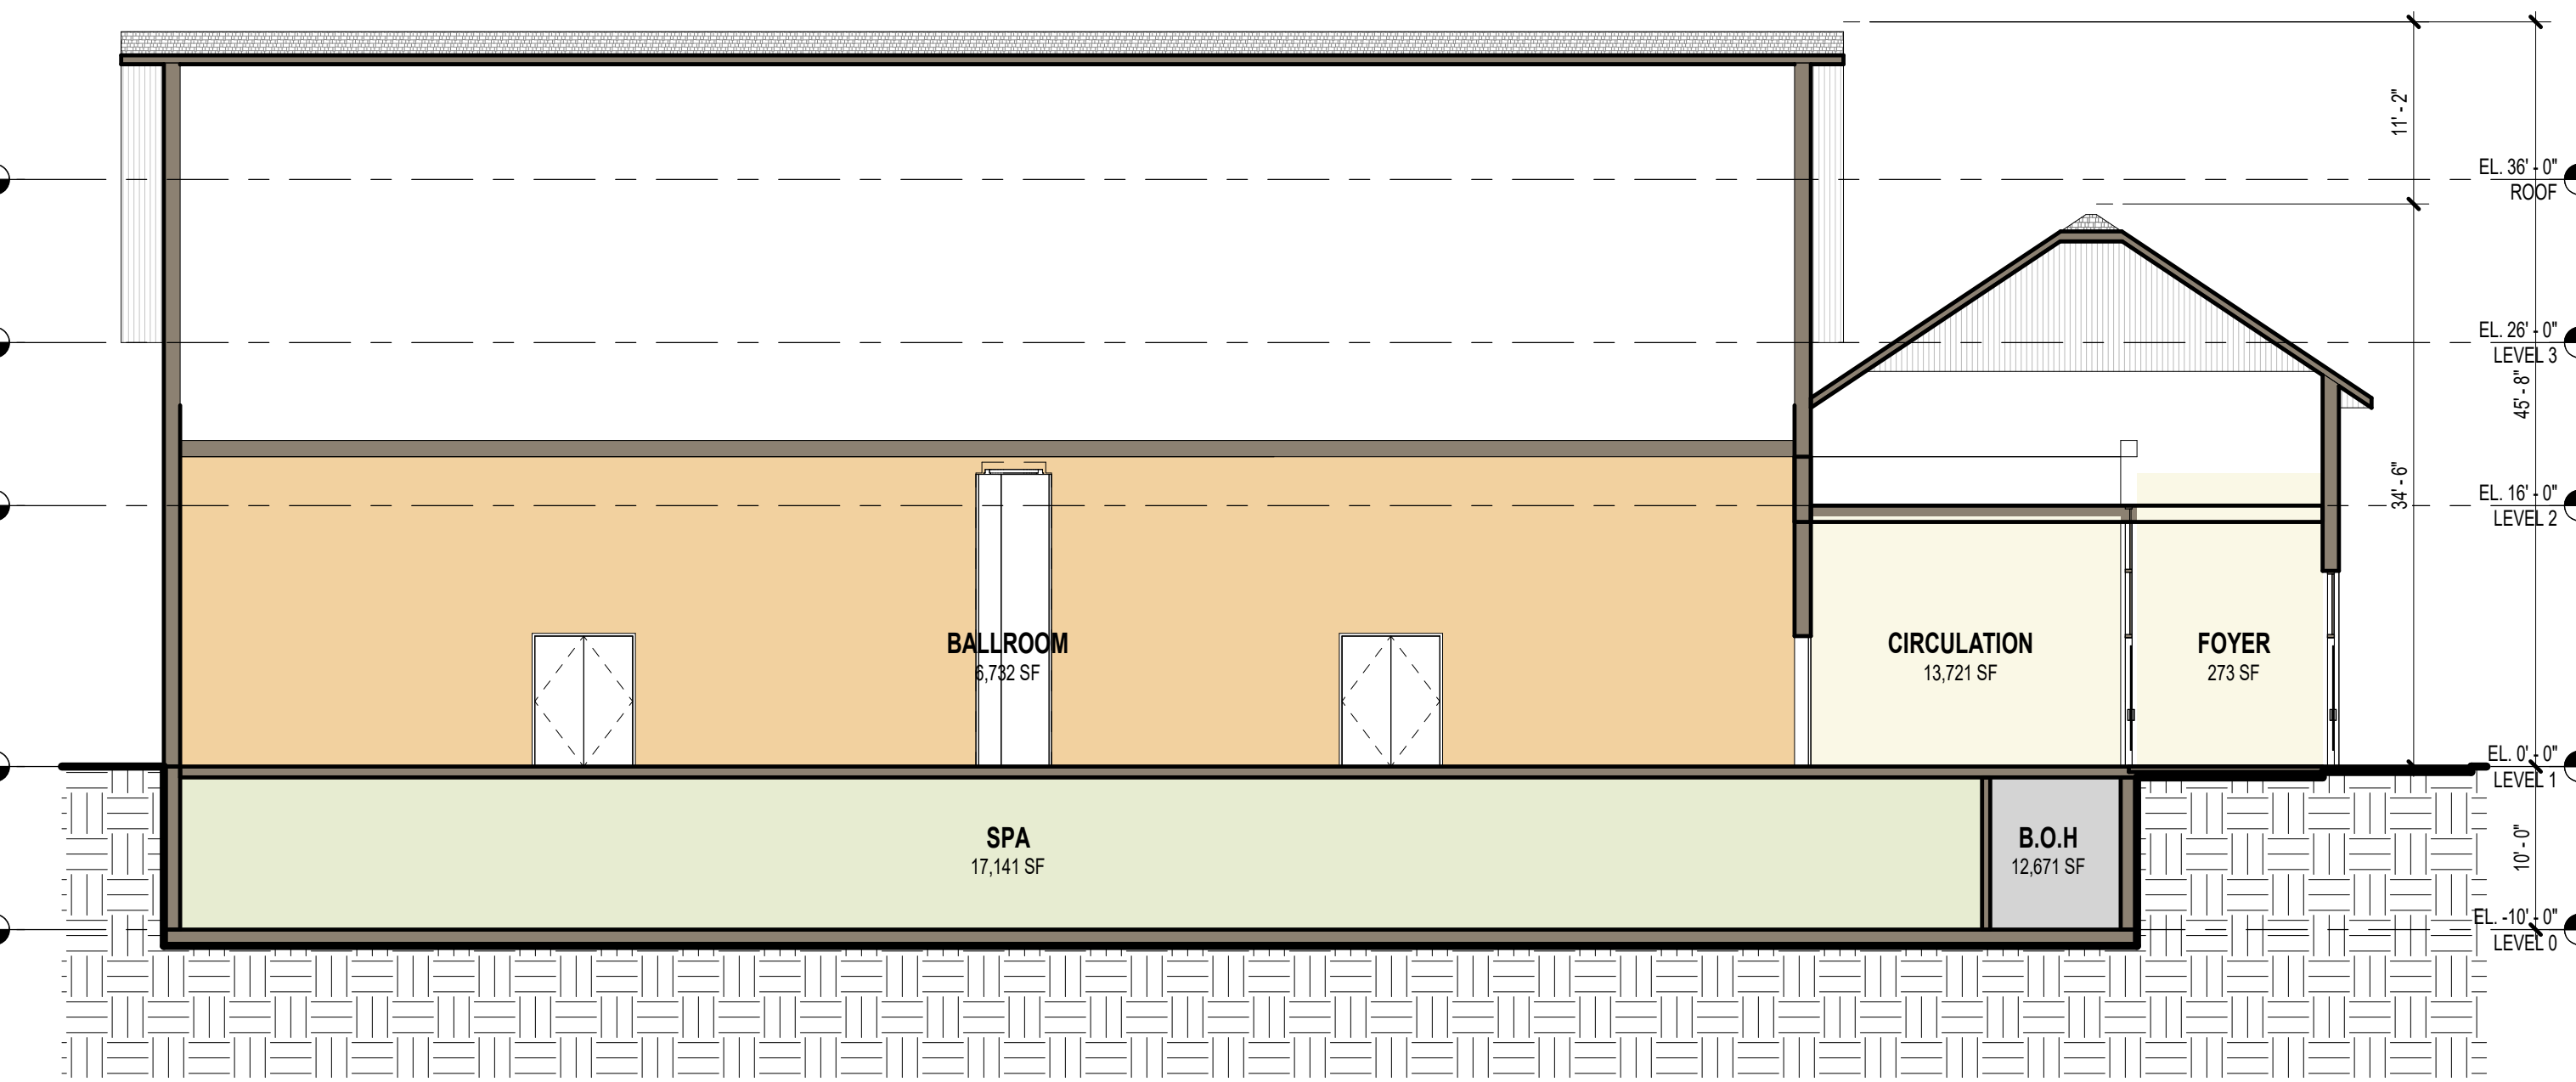 11' - 2"
EL. 36' - 0"
ROOF
EL. 26' - 0"
LEVEL 3
45' - 8"
34' - 6"
EL. 16' - 0"
LEVEL 2
BALLROOM
6,732 SF
CIRCULATION
13,721 SF
FOYER
273 SF
EL. 0' - 0"
LEVEL 1
SPA
17,141 SF
B.O.H
12,671 SF
10' - 0"
EL. -10' - 0"
LEVEL 0